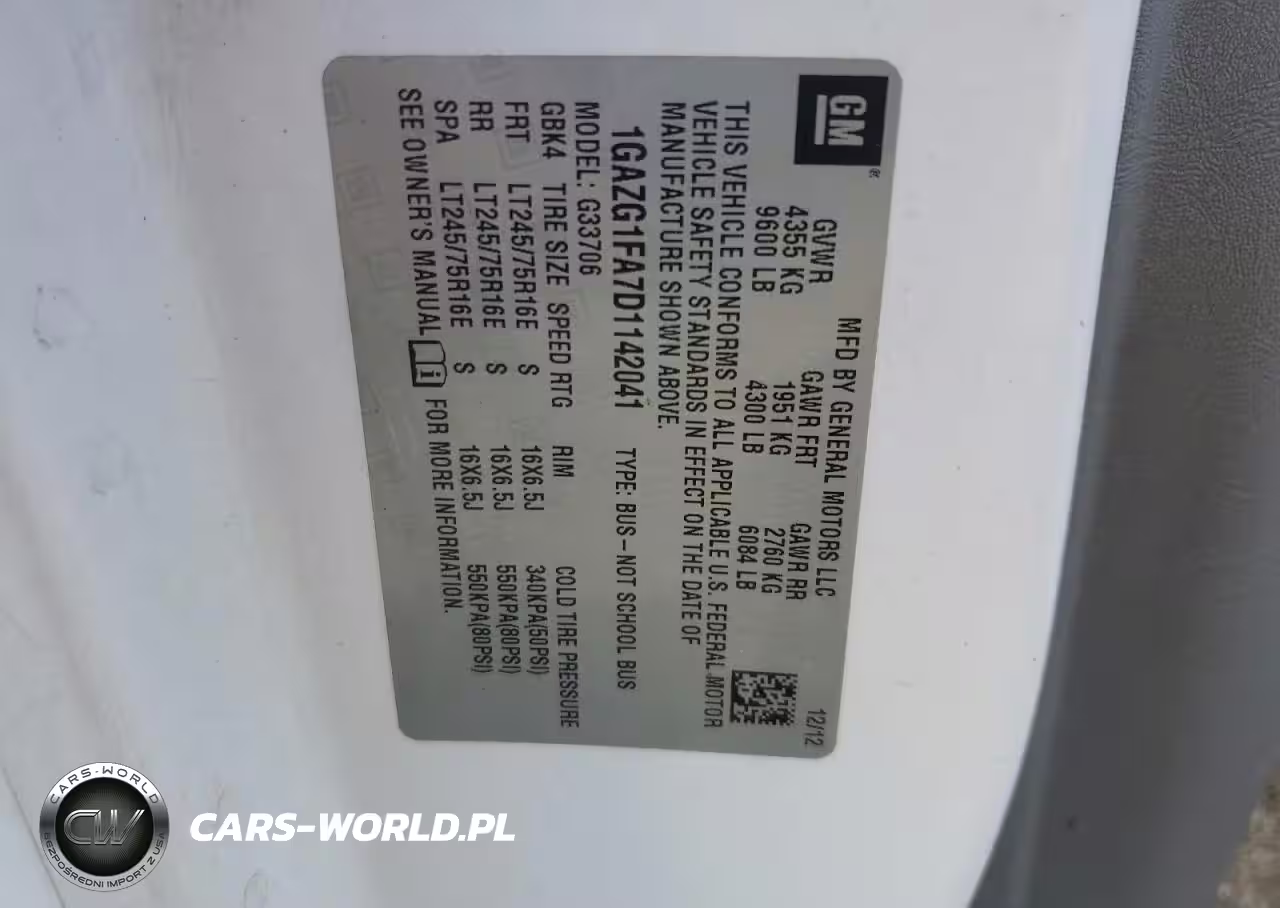 GM®
MFD BY GENERAL MOTORS LLC
12/12
GVWR GAWR FRT GAWR RR
4355 KG 1951 KG 2760 KG
9600 LB 4300 LB 6084 LB
THIS VEHICLE CONFORMS TO ALL APPLICABLE U.S. FEDERAL MOTOR
VEHICLE SAFETY STANDARDS IN EFFECT ON THE DATE OF
MANUFACTURE SHOWN ABOVE.
1GAZG1FA7D1142041 TYPE: BUS-NOT SCHOOL BUS
MODEL: G33706
GBK4 TIRE SIZE SPEED RTG RIM COLD TIRE PRESSURE
FRT LT245/75R16E S 16X6.5J 340KPA(50PSI)
RR LT245/75R16E S 16X6.5J 550KPA(80PSI)
SPA LT245/75R16E S 16X6.5J 550KPA(80PSI)
SEE OWNER'S MANUAL i FOR MORE INFORMATION.
CARS-WORLD
CW
BEZPOŚREDNI IMPORT Z USA
CARS-WORLD.PL